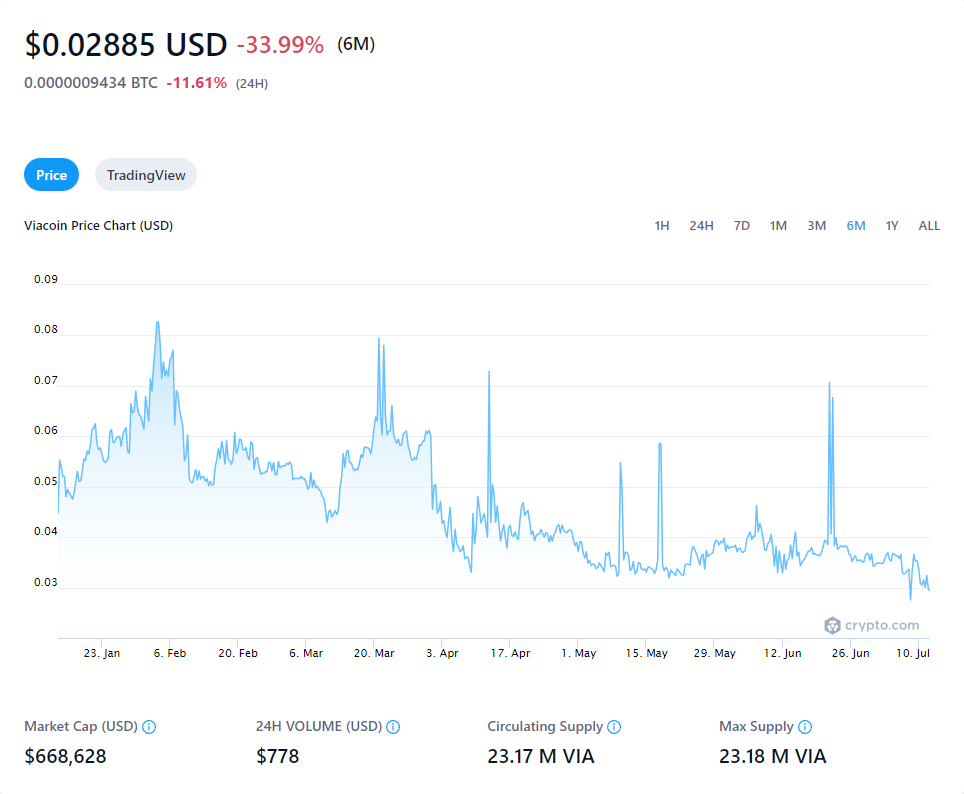 $0.02885 USD -33.99% (6M)
0.0000009434 BTC -11.61% (24H)
Price TradingView
Viacoin Price Chart (USD) 1H 24H 7D 1M 3M 6M 1Y ALL
0.09
0.08
0.07
0.06
0.05
0.04
0.03
crypto.com
23. Jan 6. Feb 20. Feb 6. Mar 20. Mar 3. Apr 17. Apr 1. May 15. May 29. May 12. Jun 26. Jun 10. Jul
Market Cap (USD) 24H VOLUME (USD) Circulating Supply Max Supply
$668,628 $778 23.17 M VIA 23.18 M VIA